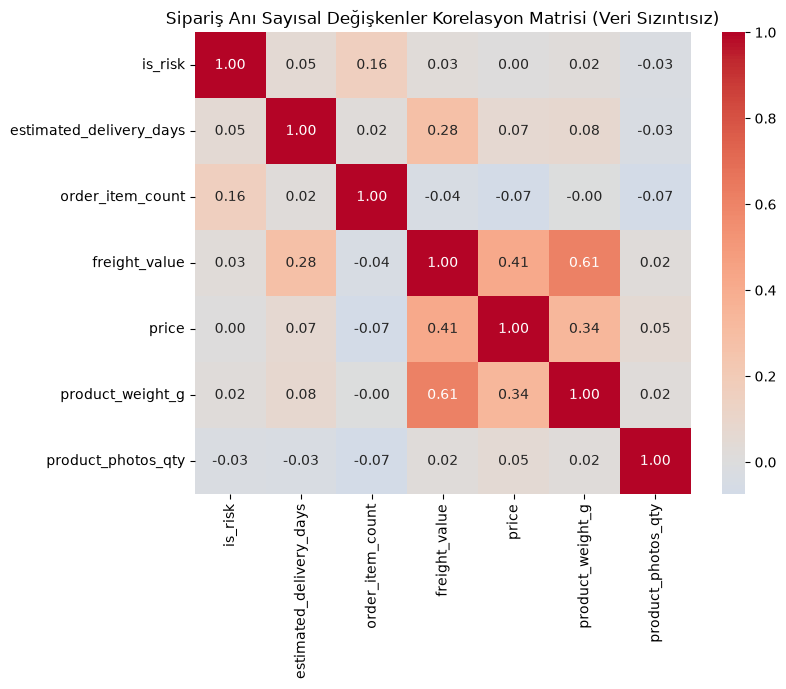 Sipariş Anı Sayısal Değişkenler Korelasyon Matrisi (Veri Sızıntısız)
is_risk 1.00 0.05 0.16 0.03 0.00 0.02 -0.03
estimated_delivery_days 0.05 1.00 0.02 0.28 0.07 0.08 -0.03
order_item_count 0.16 0.02 1.00 -0.04 -0.07 -0.00 -0.07
freight_value 0.03 0.28 -0.04 1.00 0.41 0.61 0.02
price 0.00 0.07 -0.07 0.41 1.00 0.34 0.05
product_weight_g 0.02 0.08 -0.00 0.61 0.34 1.00 0.02
product_photos_qty -0.03 -0.03 -0.07 0.02 0.05 0.02 1.00
is_risk
estimated_delivery_days
order_item_count
freight_value
price
product_weight_g
product_photos_qty
1.0
0.8
0.6
0.4
0.2
0.0